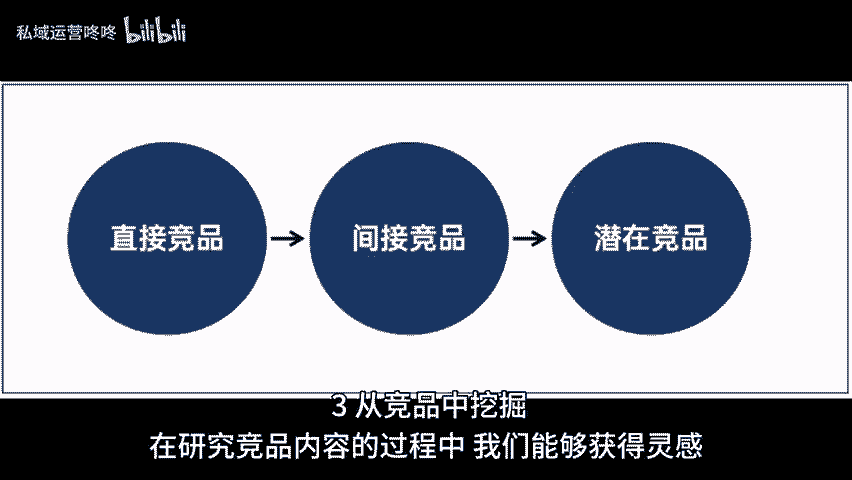 私域运营咚咚 bilibili
直接竞品 → 间接竞品 → 潜在竞品
3 从竞品中挖掘
在研究竞品内容的过程中 我们能够获得灵感